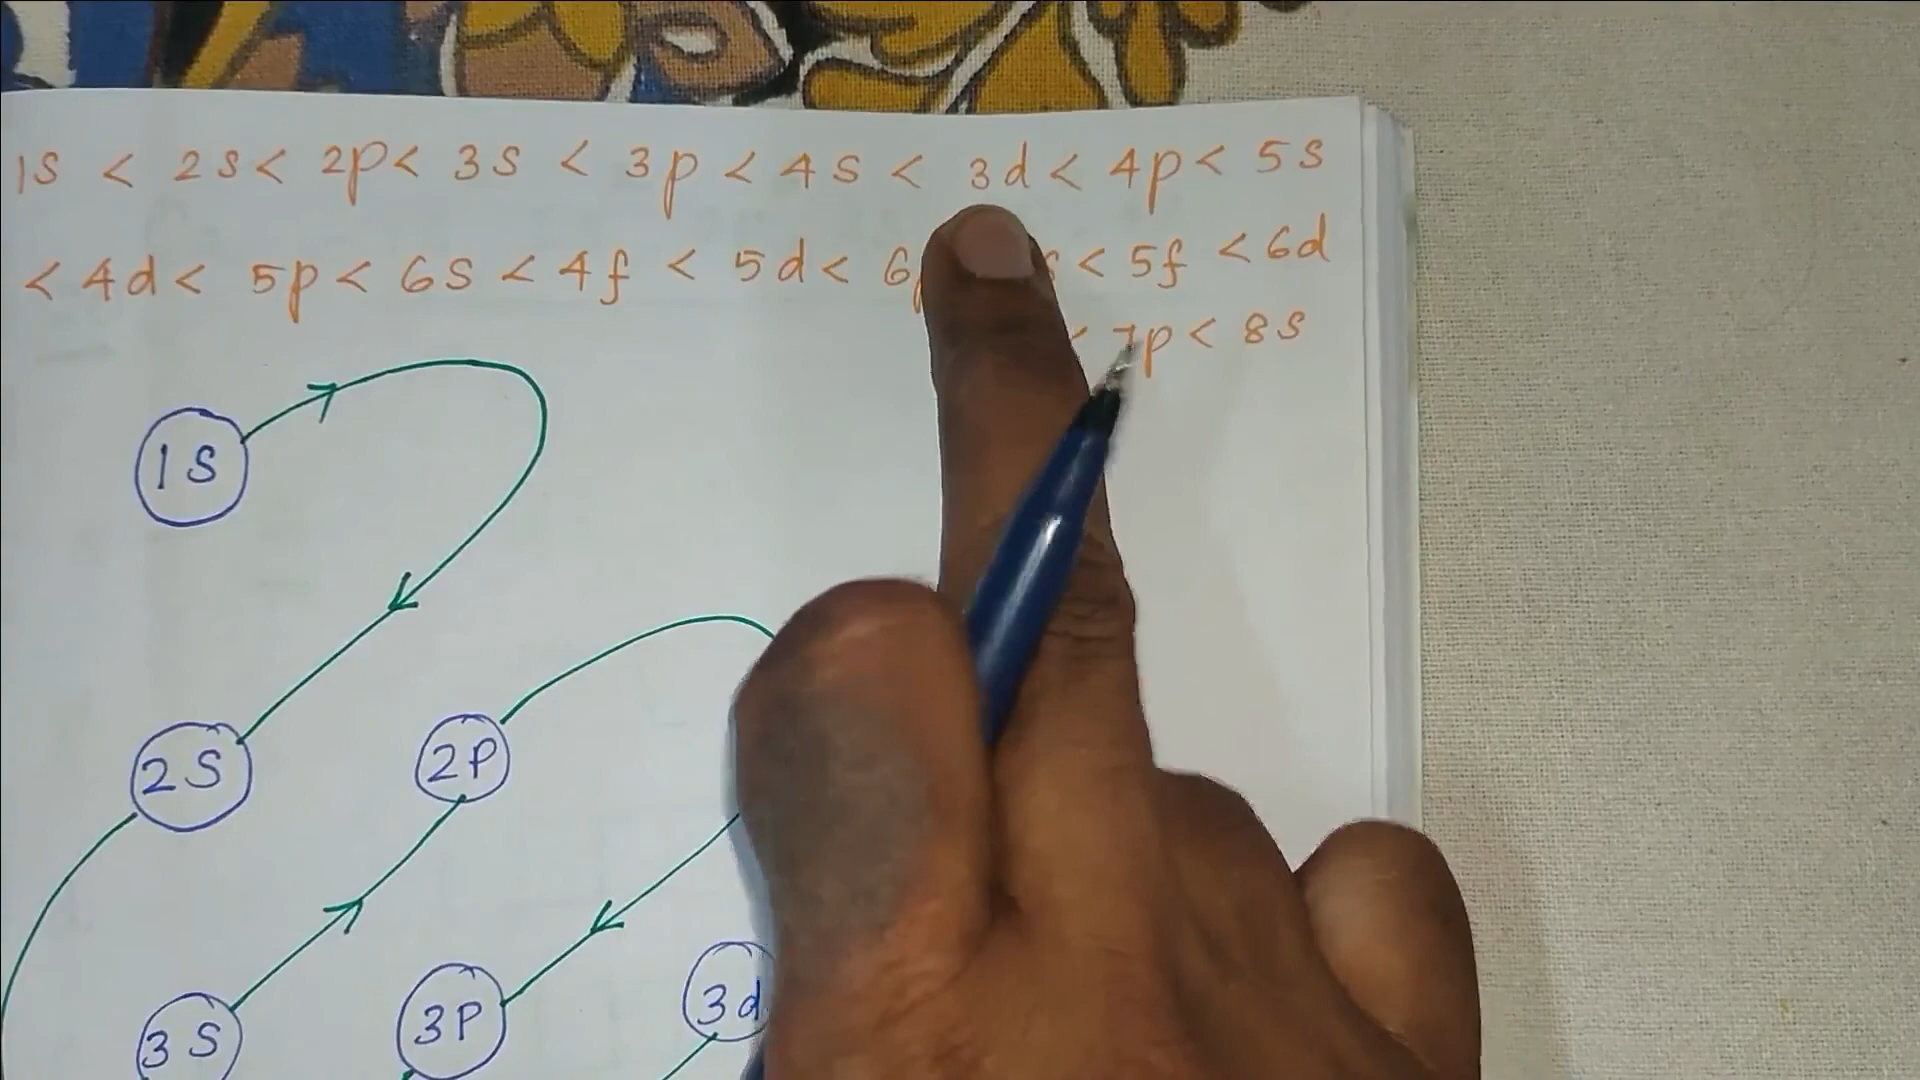 1s < 2s < 2p < 3s < 3p < 4s < 3d < 4p < 5s
< 4d < 5p < 6s < 4f < 5d < < 5f < 6d
< 7p < 8s
1S
2S 2P
3S 3P 3d